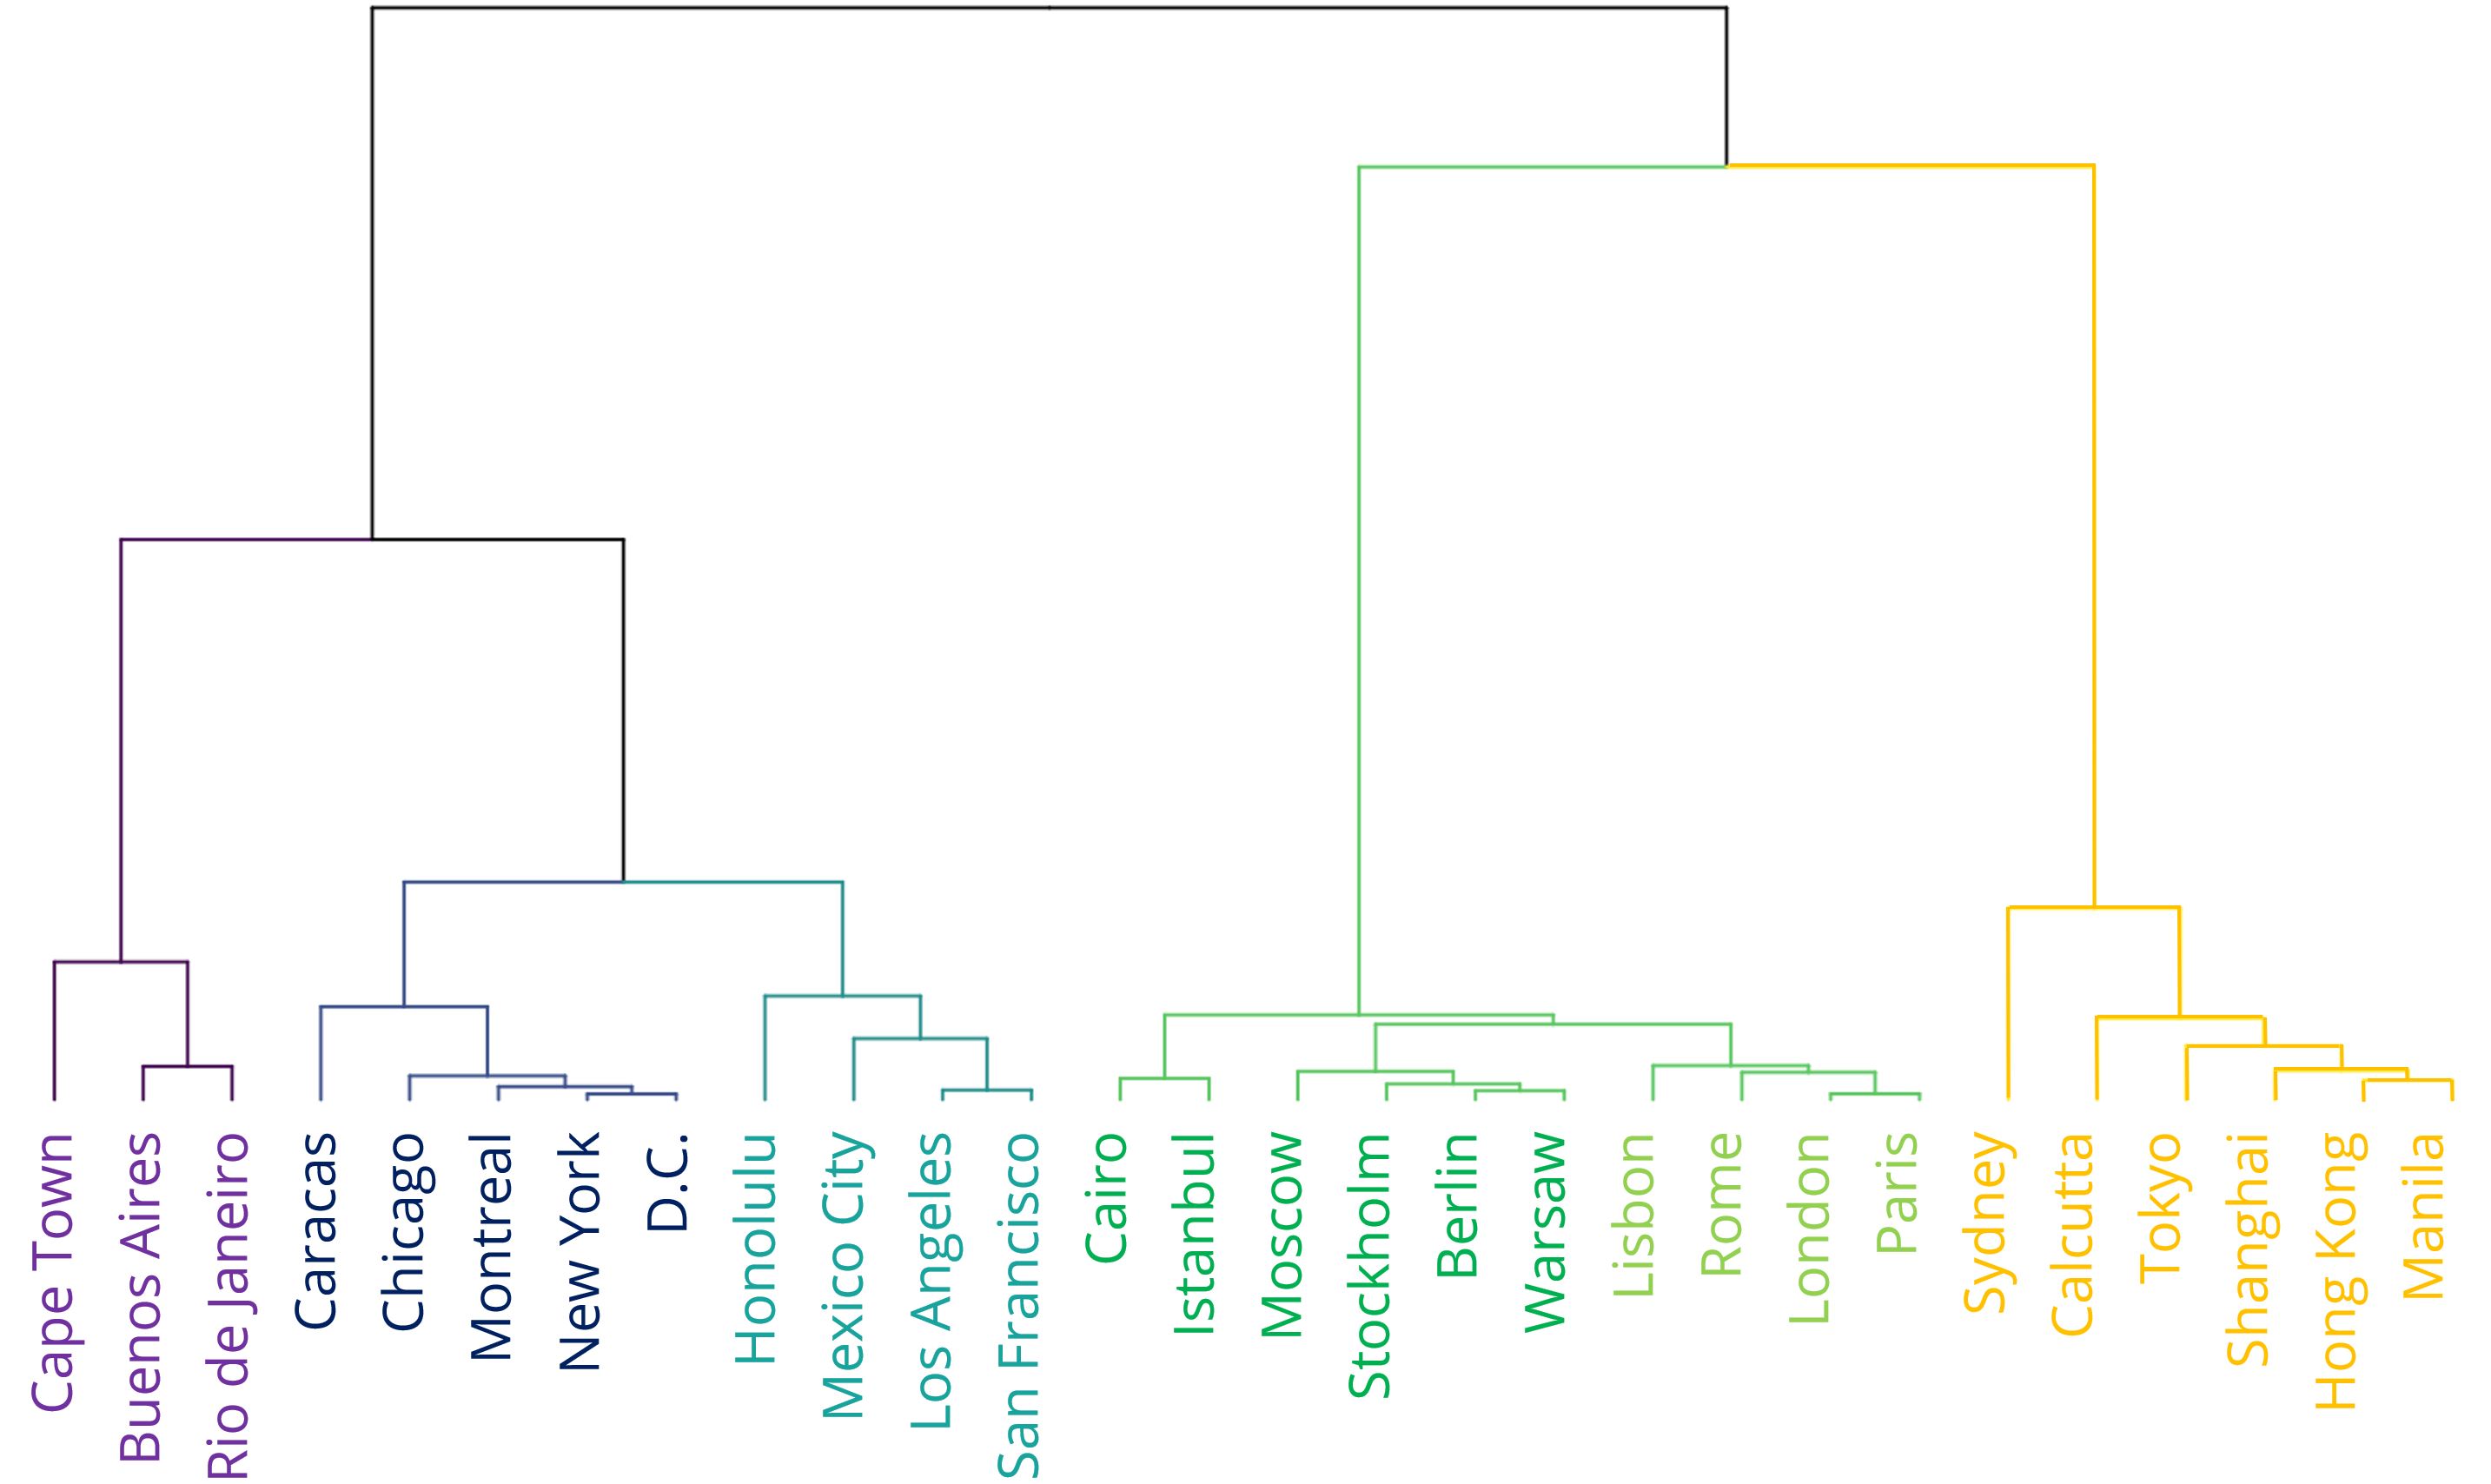 Cape Town
Buenos Aires
Rio de Janeiro
Caracas
Chicago
Montreal
New York
D.C.
Honolulu
Mexico City
Los Angeles
San Francisco
Cairo
Istanbul
Moscow
Stockholm
Berlin
Warsaw
Lisbon
Rome
London
Paris
Sydney
Calcutta
Tokyo
Shanghai
Hong Kong
Manila